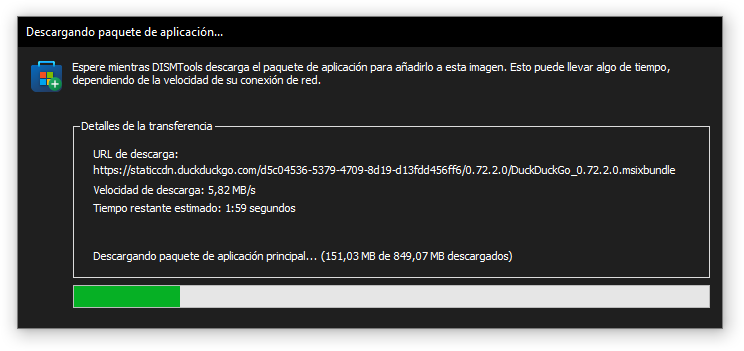 Descargando paquete de aplicación...
Espere mientras DISMTools descarga el paquete de aplicación para añadirlo a esta imagen. Esto puede llevar algo de tiempo,
dependiendo de la velocidad de su conexión de red.
Detalles de la transferencia
URL de descarga:
https://staticcdn.duckduckgo.com/d5c04536-5379-4709-8d19-d13fdd456ff6/0.72.2.0/DuckDuckGo_0.72.2.0.msixbundle
Velocidad de descarga: 5,82 MB/s
Tiempo restante estimado: 1:59 segundos
Descargando paquete de aplicación principal... (151,03 MB de 849,07 MB descargados)